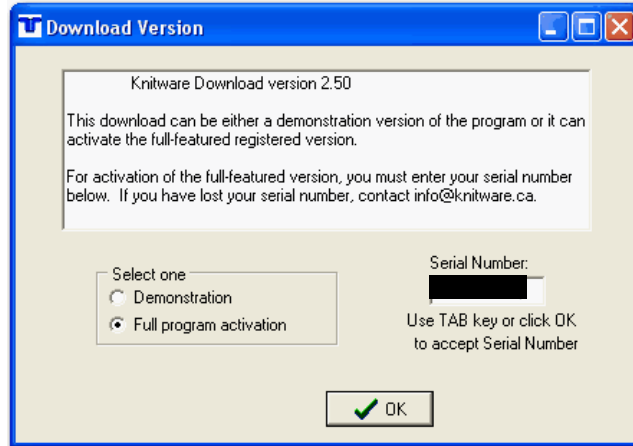 Download Version
Knitware Download version 2.50
This download can be either a demonstration version of the program or it can
activate the full-featured registered version.
For activation of the full-featured version, you must enter your serial number
below.  If you have lost your serial number, contact info@knitware.ca.
Select one
Demonstration
Full program activation
Serial Number:
Use TAB key or click OK
to accept Serial Number
OK